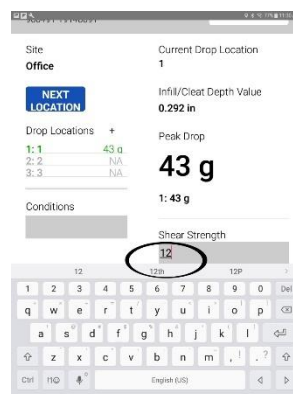 Site
Office
NEXT
LOCATION
Drop Locations +
1: 1 43 g
2: 2 NA
3: 3 NA
Conditions
Current Drop Location
1
Infill/Cleat Depth Value
0.292 in
Peak Drop
43 g
1: 43 g
Shear Strength
12
12 12th 12P
1 2 3 4 5 6 7 8 9 0 Del
q w e r t y u i o p
a s d f g h j k l
z x c v b n m , ! . ?
Ctrl English (US)